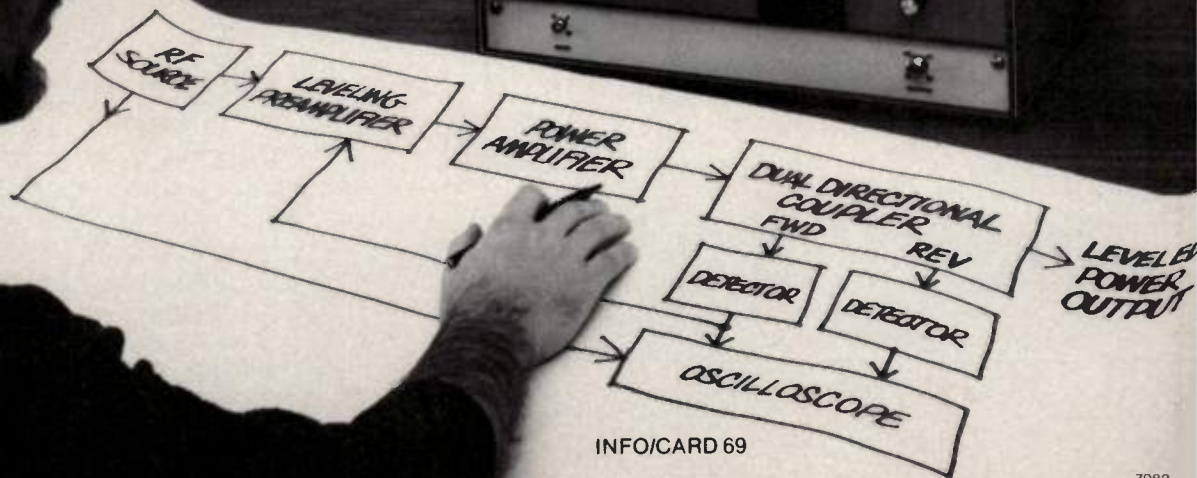 RF
SOURCE
LEVELING
PREAMPLIFIER
POWER
AMPLIFIER
DUAL DIRECTIONAL
COUPLER
FWD
REV
LEVELED
POWER
OUTPUT
DETECTOR
DETECTOR
OSCILLOSCOPE
INFO/CARD 69